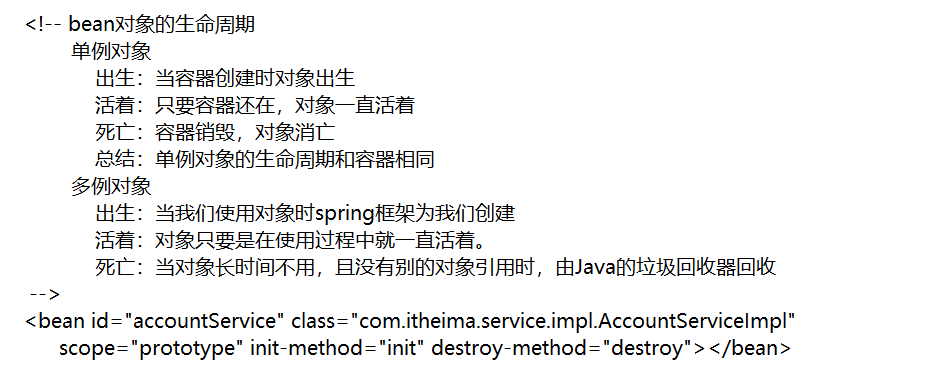 <!-- bean对象的生命周期
单例对象
出生：当容器创建时对象出生
活着：只要容器还在，对象一直活着
死亡：容器销毁，对象消亡
总结：单例对象的生命周期和容器相同
多例对象
出生：当我们使用对象时spring框架为我们创建
活着：对象只要是在使用过程中就一直活着。
死亡：当对象长时间不用，且没有别的对象引用时，由Java的垃圾回收器回收
-->
<bean id="accountService" class="com.itheima.service.impl.AccountServiceImpl"
scope="prototype" init-method="init" destroy-method="destroy"></bean>